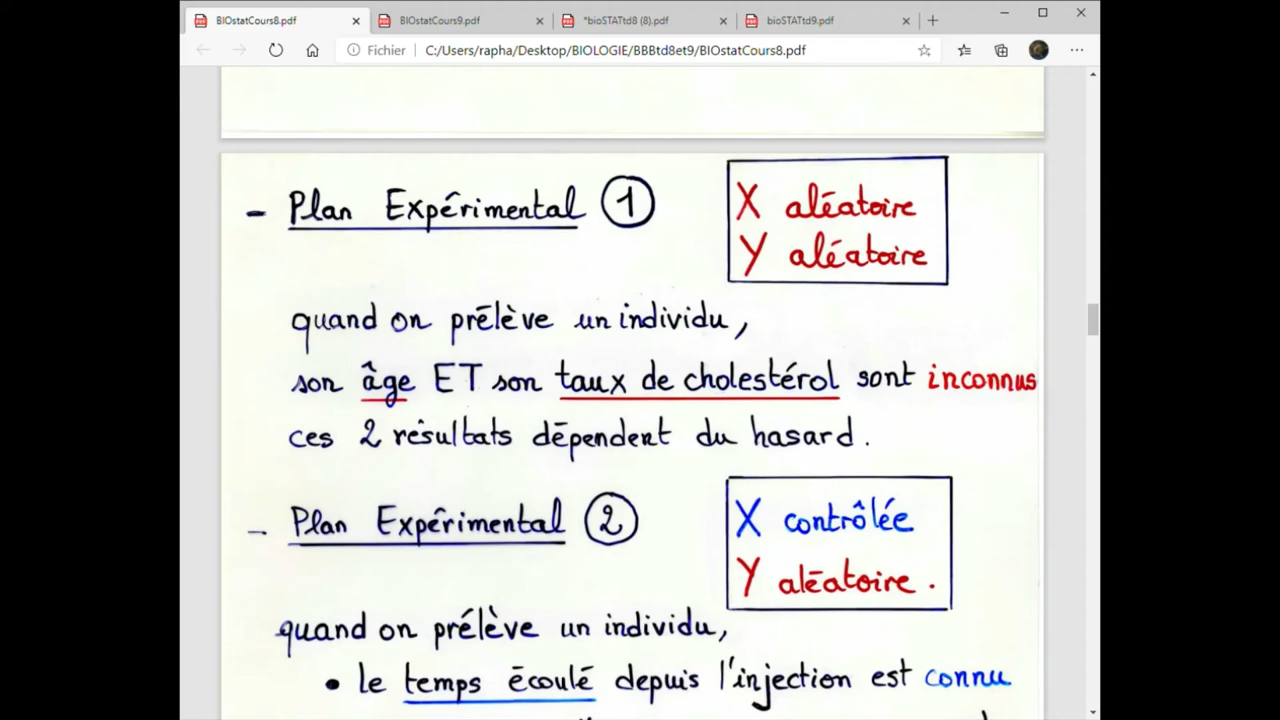 BIOstatCours8.pdf
BIOstatCours9.pdf
*bioSTATtd8 (8).pdf
bioSTATtd9.pdf
Fichier
C:/Users/rapha/Desktop/BIOLOGIE/BBBtd8et9/BIOstatCours8.pdf
- Plan Expérimental 1
X aléatoire
Y aléatoire
quand on prélève un individu,
son âge ET son taux de cholestérol sont inconnus
ces 2 résultats dépendent du hasard.
- Plan Expérimental 2
X contrôlée
Y aléatoire.
quand on prélève un individu,
• le temps écoulé depuis l'injection est connu